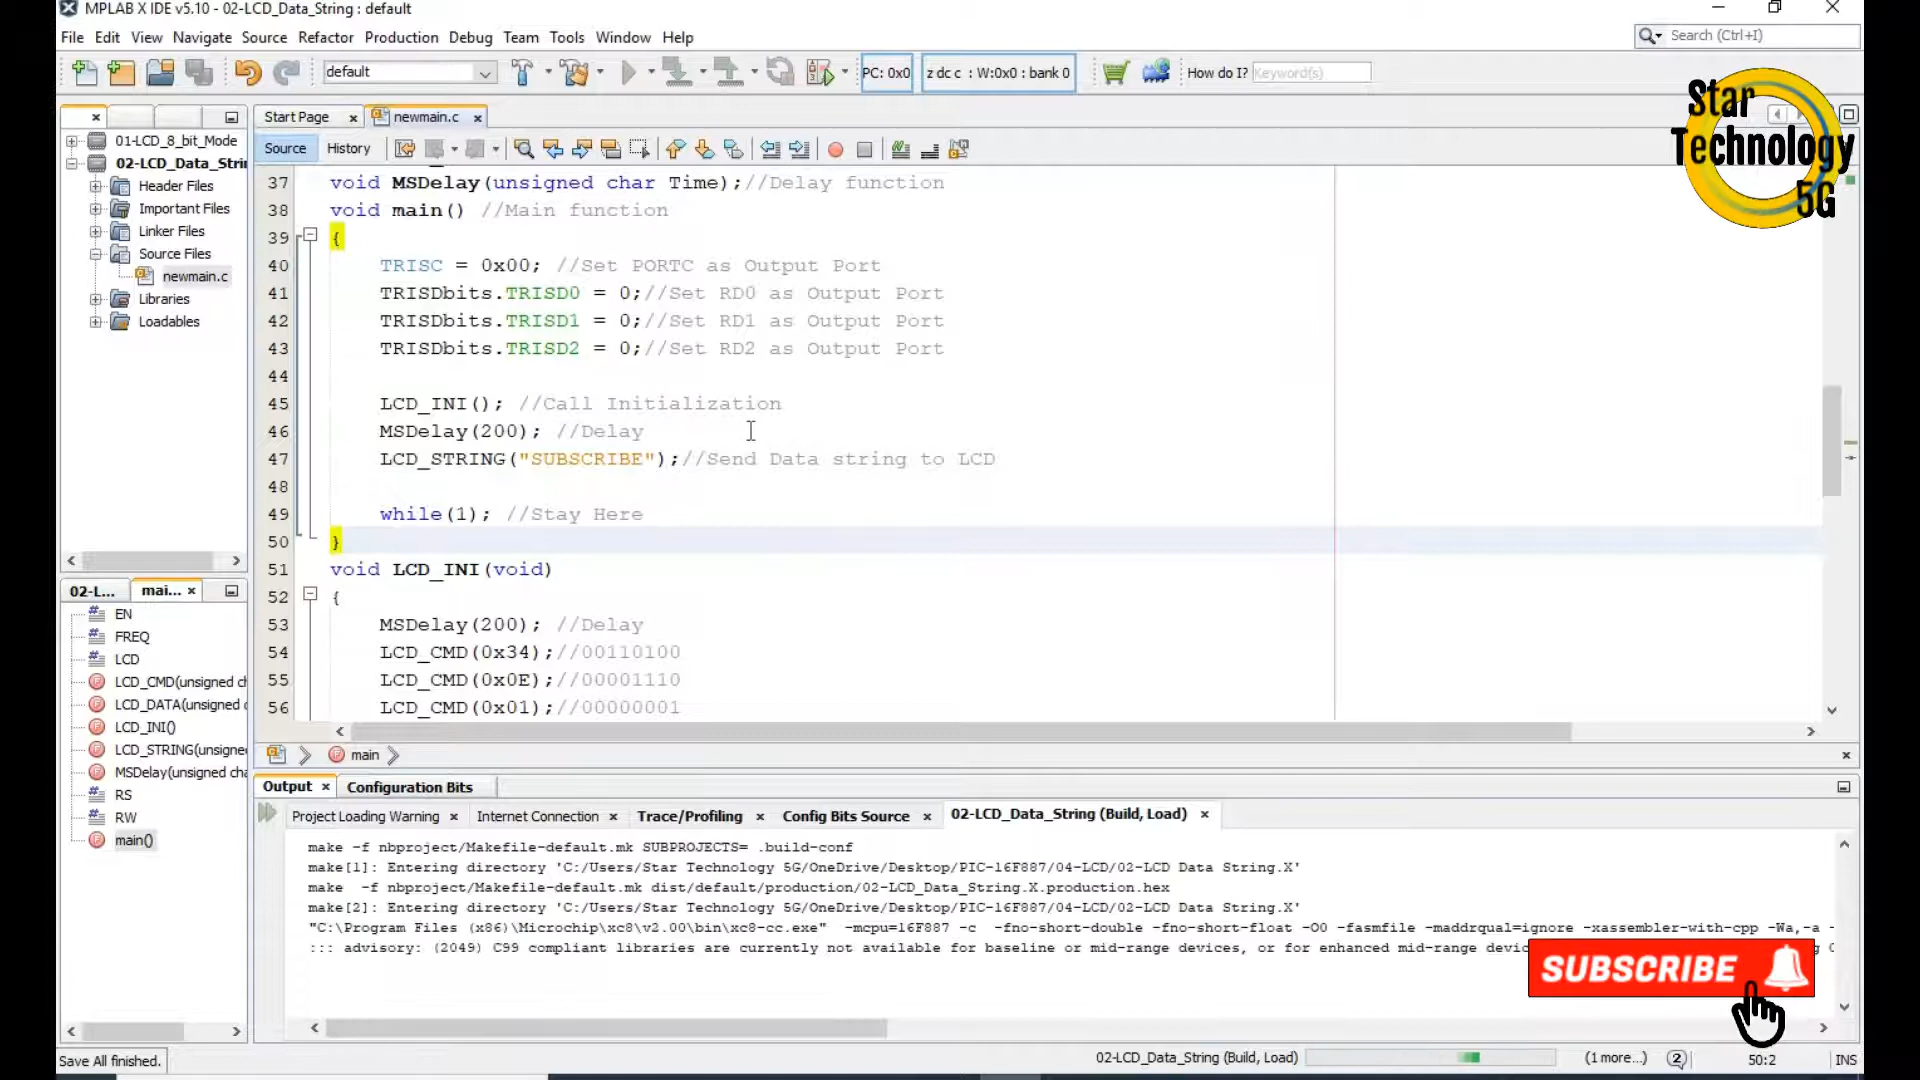 MPLAB X IDE v5.10 - 02-LCD_Data_String : default
File Edit View Navigate Source Refactor Production Debug Team Tools Window Help
Search (Ctrl+I)
default
PC: 0x0
z dc c : W:0x0 : bank 0
How do I?
Keyword(s)
Star
Technology
5G
Start Page
newmain.c
Source
History
01-LCD_8_bit_Mode
02-LCD_Data_Strin
Header Files
Important Files
Linker Files
Source Files
newmain.c
Libraries
Loadables
37 void MSDelay(unsigned char Time);//Delay function
38 void main() //Main function
39 {
40 TRISC = 0x00; //Set PORTC as Output Port
41 TRISDbits.TRISD0 = 0;//Set RD0 as Output Port
42 TRISDbits.TRISD1 = 0;//Set RD1 as Output Port
43 TRISDbits.TRISD2 = 0;//Set RD2 as Output Port
44
45 LCD_INI(); //Call Initialization
46 MSDelay(200); //Delay
47 LCD_STRING("SUBSCRIBE");//Send Data string to LCD
48
49 while(1); //Stay Here
50 }
51 void LCD_INI(void)
52 {
53 MSDelay(200); //Delay
54 LCD_CMD(0x34);//00110100
55 LCD_CMD(0x0E);//00001110
56 LCD_CMD(0x01);//00000001
main
02-L...
mai...
EN
FREQ
LCD
LCD_CMD(unsigned ch
LCD_DATA(unsigned c
LCD_INI()
LCD_STRING(unsigne
MSDelay(unsigned cha
RS
RW
main()
Output
Configuration Bits
Project Loading Warning
Internet Connection
Trace/Profiling
Config Bits Source
02-LCD_Data_String (Build, Load)
make -f nbproject/Makefile-default.mk SUBPROJECTS= .build-conf
make[1]: Entering directory 'C:/Users/Star Technology 5G/OneDrive/Desktop/PIC-16F887/04-LCD/02-LCD Data String.X'
make -f nbproject/Makefile-default.mk dist/default/production/02-LCD_Data_String.X.production.hex
make[2]: Entering directory 'C:/Users/Star Technology 5G/OneDrive/Desktop/PIC-16F887/04-LCD/02-LCD Data String.X'
"C:\Program Files (x86)\Microchip\xc8\v2.00\bin\xc8-cc.exe" -mcpu=16F887 -c -fno-short-double -fno-short-float -O0 -fasmfile -maddrqual=ignore -xassembler-with-cpp -Wa,-a -
::: advisory: (2049) C99 compliant libraries are currently not available for baseline or mid-range devices, or for enhanced mid-range devic
SUBSCRIBE
Save All finished.
02-LCD_Data_String (Build, Load)
(1 more...)
2
50:2
INS